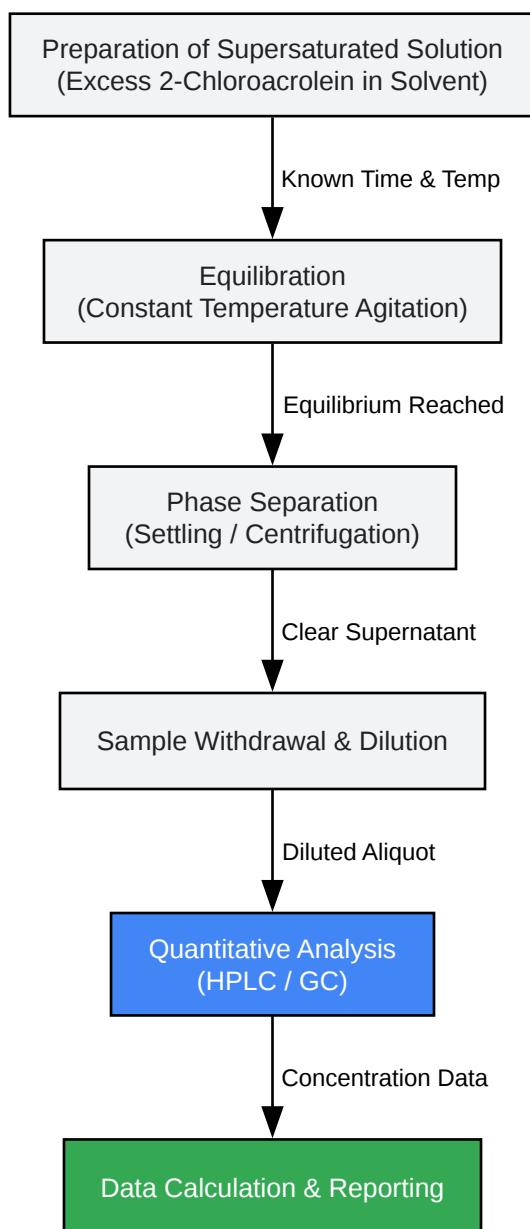 Preparation of Supersaturated Solution
(Excess 2-Chloroacrolein in Solvent)
Known Time & Temp
Equilibration
(Constant Temperature Agitation)
Equilibrium Reached
Phase Separation
(Settling / Centrifugation)
Clear Supernatant
Sample Withdrawal & Dilution
Diluted Aliquot
Quantitative Analysis
(HPLC / GC)
Concentration Data
Data Calculation & Reporting